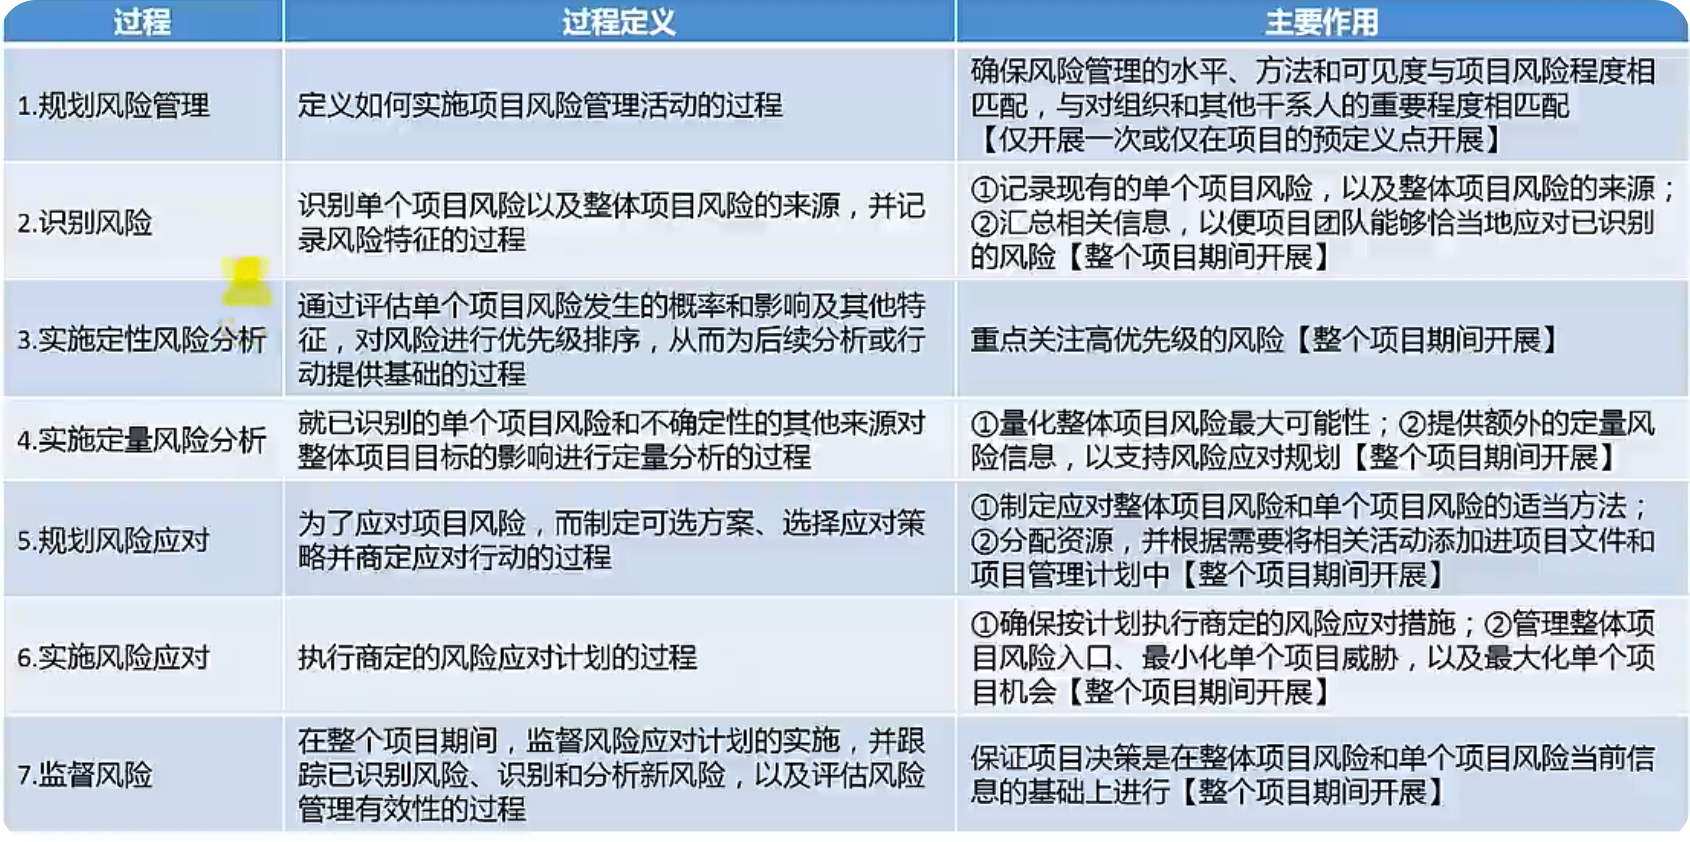 过程
过程定义
主要作用
1.规划风险管理
定义如何实施项目风险管理活动的过程
确保风险管理的水平、方法和可见度与项目风险程度相
匹配，与对组织和其他干系人的重要程度相匹配
【仅开展一次或仅在项目的预定义点开展】
2.识别风险
识别单个项目风险以及整体项目风险的来源，并记
录风险特征的过程
①记录现有的单个项目风险，以及整体项目风险的来源；
②汇总相关信息，以便项目团队能够恰当地应对已识别
的风险【整个项目期间开展】
3.实施定性风险分析
通过评估单个项目风险发生的概率和影响及其他特
征，对风险进行优先级排序，从而为后续分析或行
动提供基础的过程
重点关注高优先级的风险【整个项目期间开展】
4.实施定量风险分析
就已识别的单个项目风险和不确定性的其他来源对
整体项目目标的影响进行定量分析的过程
①量化整体项目风险最大可能性；②提供额外的定量风
险信息，以支持风险应对规划【整个项目期间开展】
5.规划风险应对
为了应对项目风险，而制定可选方案、选择应对策
略并商定应对行动的过程
①制定应对整体项目风险和单个项目风险的适当方法；
②分配资源，并根据需要将相关活动添加进项目文件和
项目管理计划中【整个项目期间开展】
6.实施风险应对
执行商定的风险应对计划的过程
①确保按计划执行商定的风险应对措施；②管理整体项
目风险入口、最小化单个项目威胁，以及最大化单个项
目机会【整个项目期间开展】
7.监督风险
在整个项目期间，监督风险应对计划的实施，并跟
踪已识别风险、识别和分析新风险，以及评估风险
管理有效性的过程
保证项目决策是在整体项目风险和单个项目风险当前信
息的基础上进行【整个项目期间开展】